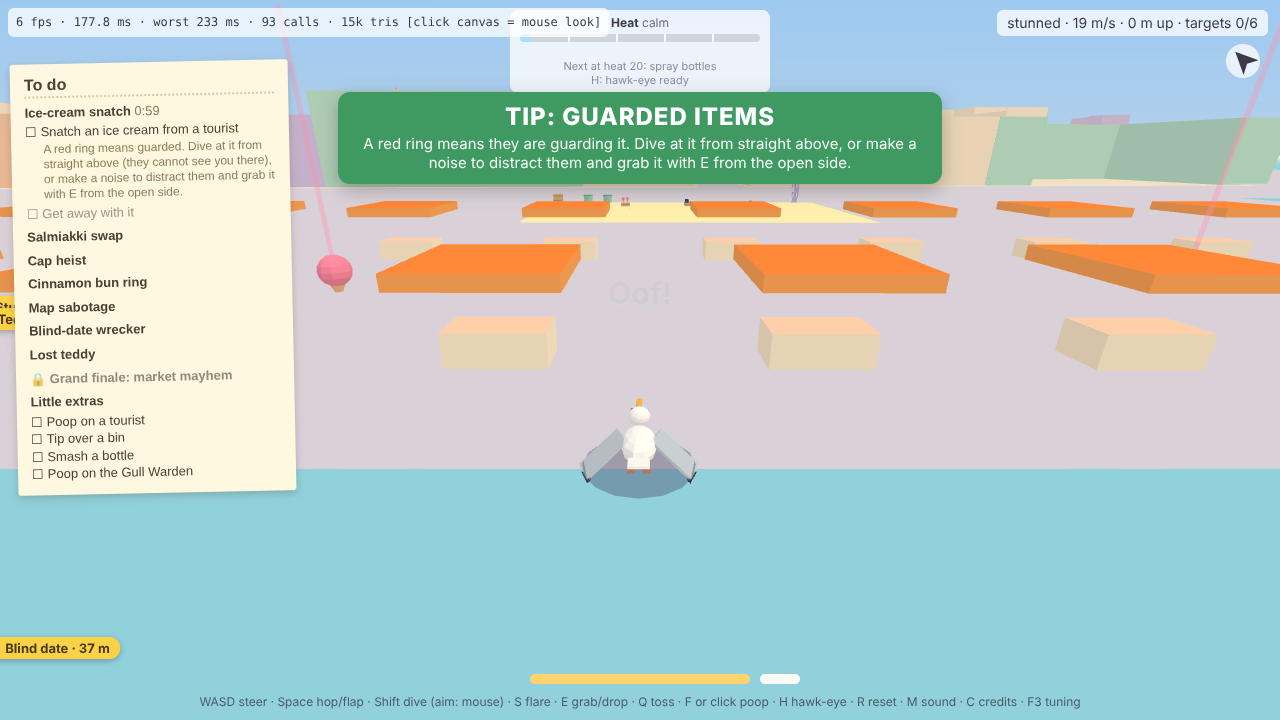 6 fps · 177.8 ms · worst 233 ms · 93 calls · 15k tris [click canvas = mouse look]
Heat calm
Next at heat 20: spray bottles
H: hawk-eye ready
stunned · 19 m/s · 0 m up · targets 0/6
TIP: GUARDED ITEMS
A red ring means they are guarding it. Dive at it from straight above, or make a
noise to distract them and grab it with E from the open side.
To do
Ice-cream snatch 0:59
☐ Snatch an ice cream from a tourist
A red ring means guarded. Dive at it from
straight above (they cannot see you there),
or make a noise to distract them and grab it
with E from the open side.
☐ Get away with it
Salmiakki swap
Cap heist
Cinnamon bun ring
Map sabotage
Blind-date wrecker
Lost teddy
🔒 Grand finale: market mayhem
Little extras
☐ Poop on a tourist
☐ Tip over a bin
☐ Smash a bottle
☐ Poop on the Gull Warden
Oof!
Blind date · 37 m
WASD steer · Space hop/flap · Shift dive (aim: mouse) · S flare · E grab/drop · Q toss · F or click poop · H hawk-eye · R reset · M sound · C credits · F3 tuning